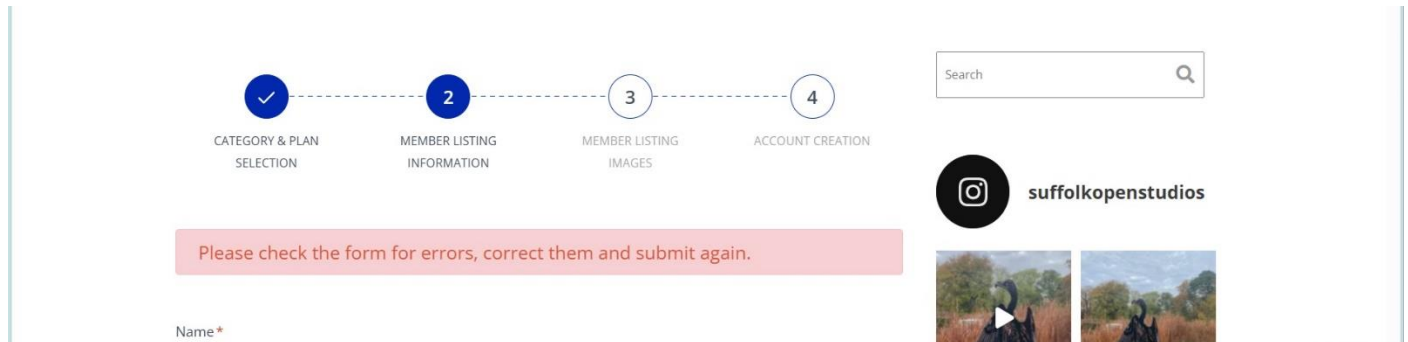 Search
2
3
4
CATEGORY & PLAN
SELECTION
MEMBER LISTING
INFORMATION
MEMBER LISTING
IMAGES
ACCOUNT CREATION
suffolkopenstudios
Please check the form for errors, correct them and submit again.
Name*